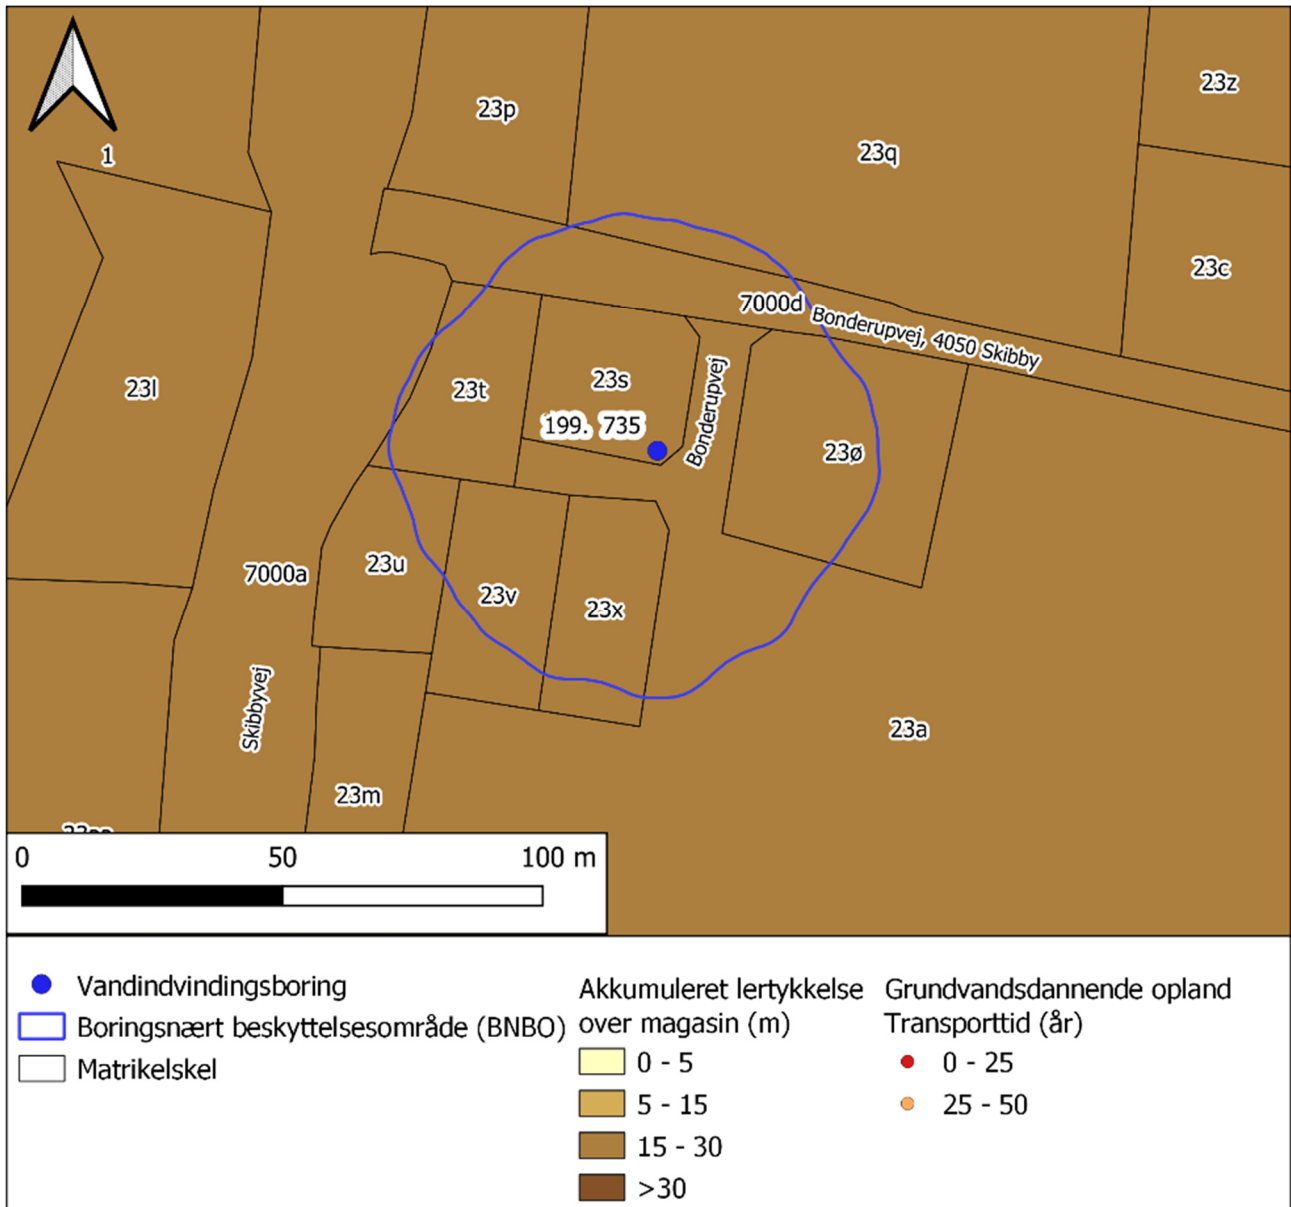 23p
23z
23q
1
23c
7000d
Bonderupvej, 4050 Skibby
23l
23t
23s
Bonderupvej
199. 735
23ø
7000a
23u
23v
23x
Skibbyvej
23a
23m
0 50 100 m
Vandindvindingsboring
Boringsnært beskyttelsesområde (BNBO)
Matrikelskel
Akkumuleret lertykkelse
over magasin (m)
0 - 5
5 - 15
15 - 30
>30
Grundvandsdannende opland
Transporttid (år)
0 - 25
25 - 50